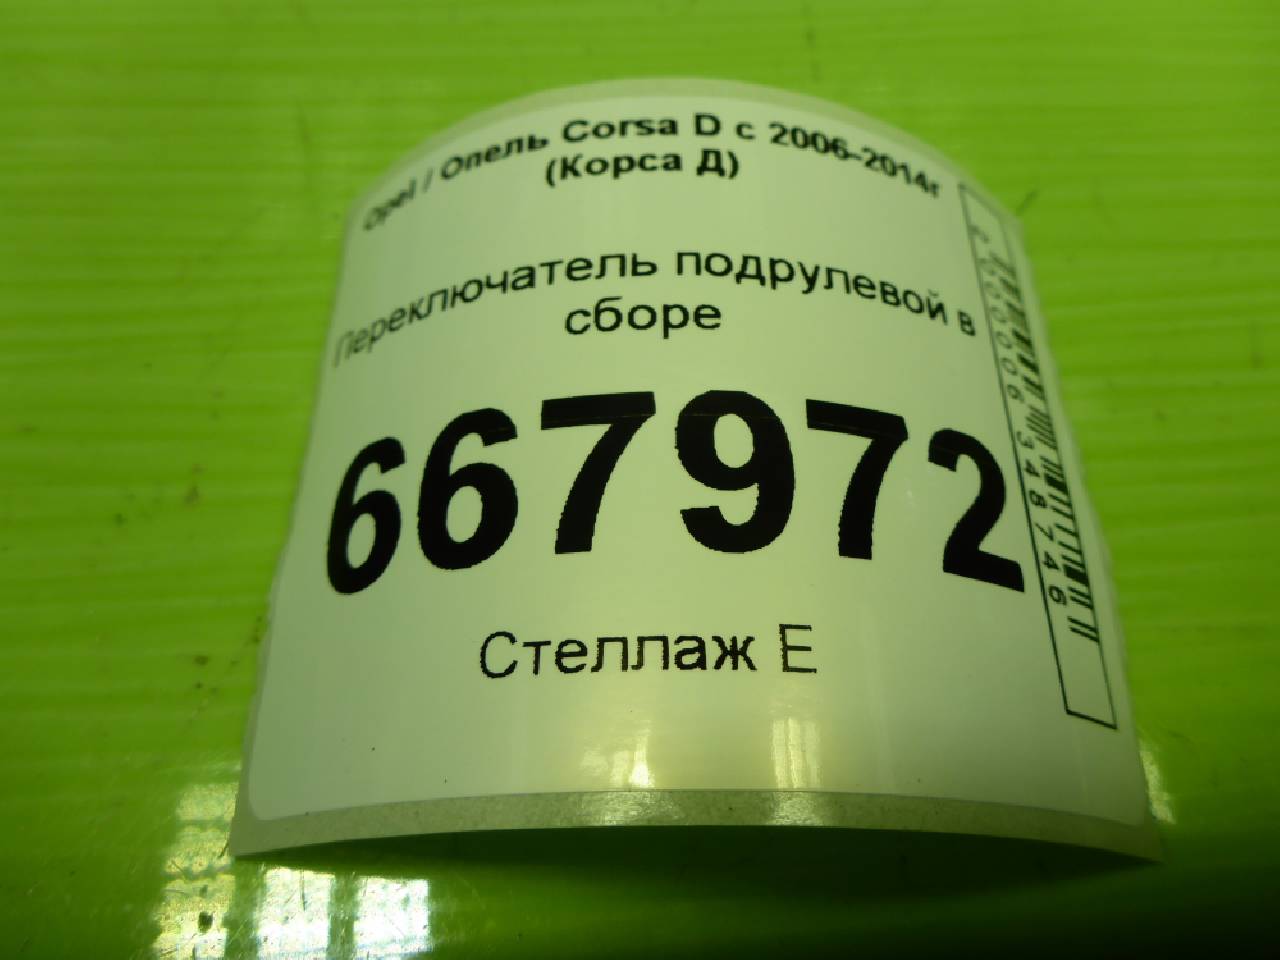 Opel / Опель Corsa D с 2006-2014г
(Корса Д)
Переключатель подрулевой в
сборе
667972
Стеллаж Е
2000006348746